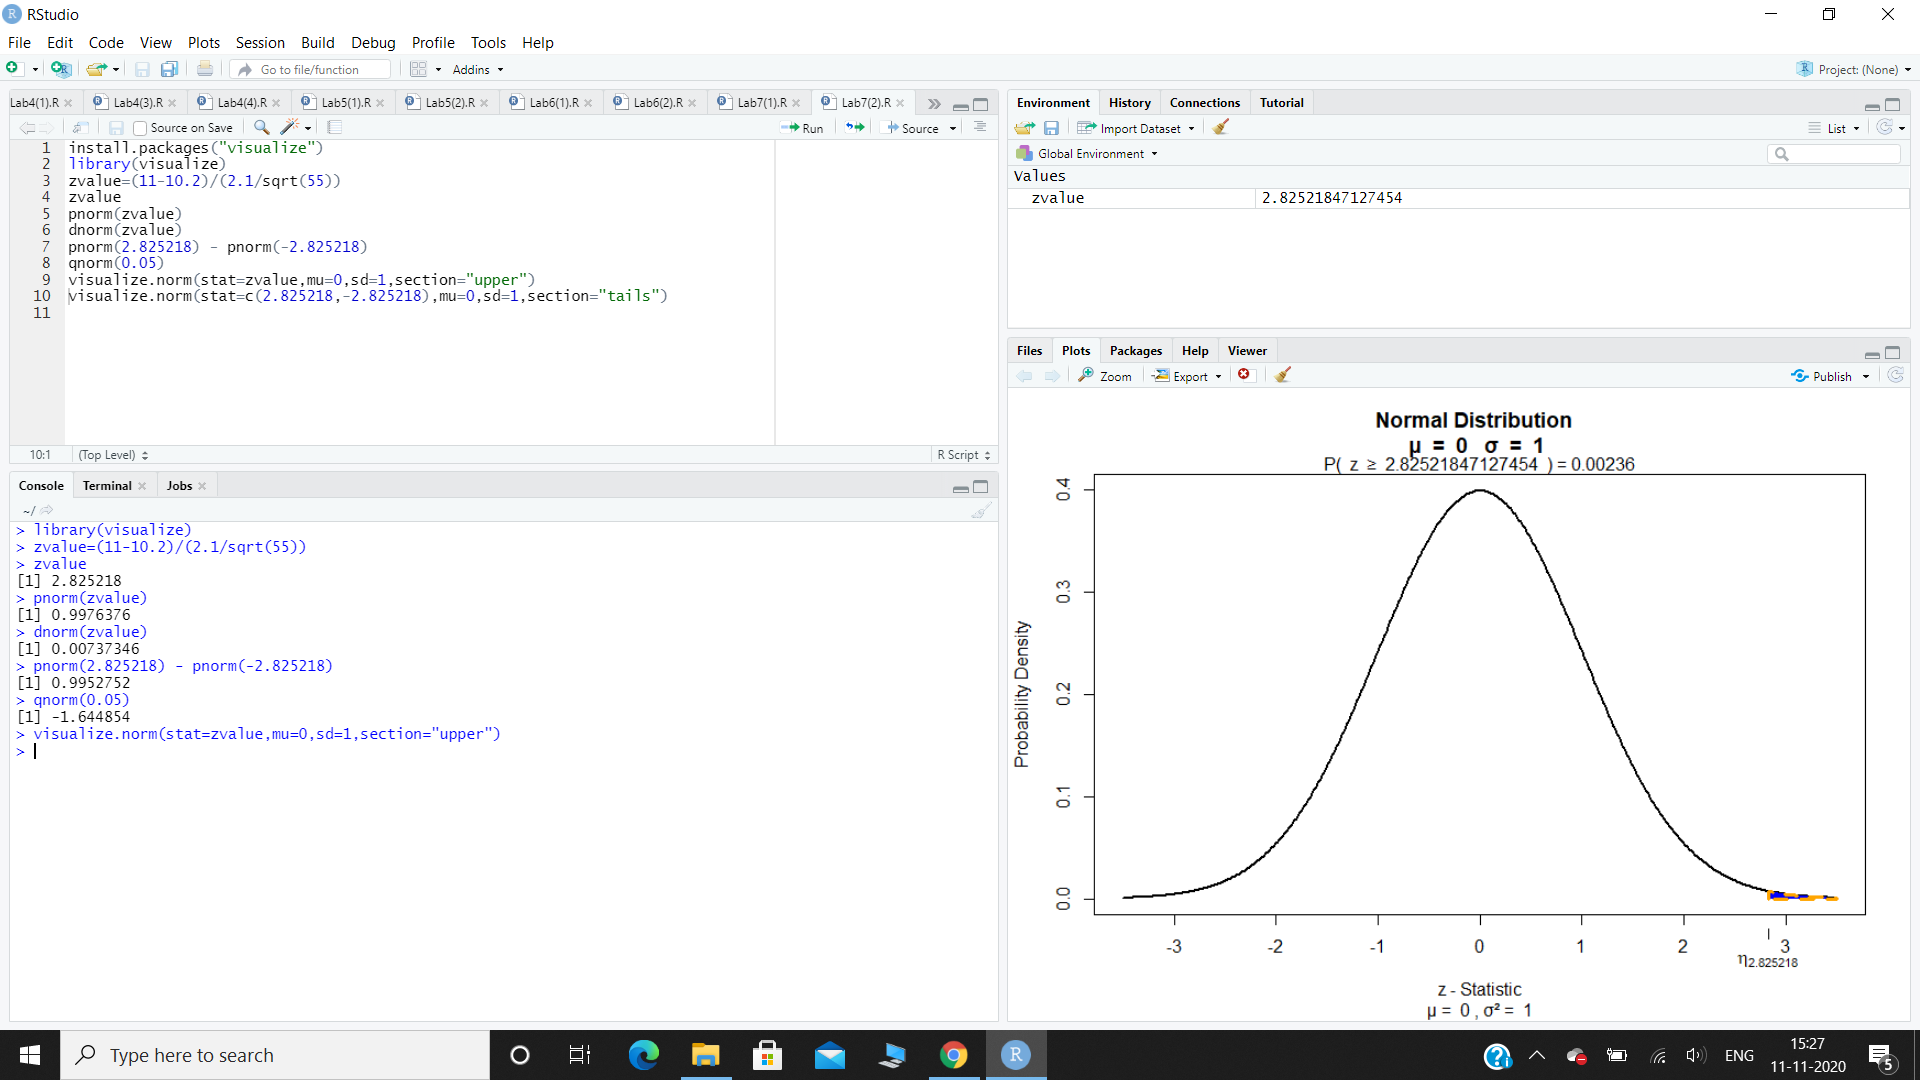 RStudio
File Edit Code View Plots Session Build Debug Profile Tools Help
Go to file/function
Addins
Project: (None)
Lab4(1).R
Lab4(3).R
Lab4(4).R
Lab5(1).R
Lab5(2).R
Lab6(1).R
Lab6(2).R
Lab7(1).R
Lab7(2).R
Source on Save
Run
Source
1 install.packages("visualize")
2 library(visualize)
3 zvalue=(11-10.2)/(2.1/sqrt(55))
4 zvalue
5 pnorm(zvalue)
6 dnorm(zvalue)
7 pnorm(2.825218) - pnorm(-2.825218)
8 qnorm(0.05)
9 visualize.norm(stat=zvalue,mu=0,sd=1,section="upper")
10 visualize.norm(stat=c(2.825218,-2.825218),mu=0,sd=1,section="tails")
11
10:1 (Top Level) R Script
Console Terminal Jobs
~/
> library(visualize)
> zvalue=(11-10.2)/(2.1/sqrt(55))
> zvalue
[1] 2.825218
> pnorm(zvalue)
[1] 0.9976376
> dnorm(zvalue)
[1] 0.00737346
> pnorm(2.825218) - pnorm(-2.825218)
[1] 0.9952752
> qnorm(0.05)
[1] -1.644854
> visualize.norm(stat=zvalue,mu=0,sd=1,section="upper")
>
Environment History Connections Tutorial
Import Dataset
List
Global Environment
Values
zvalue 2.82521847127454
Files Plots Packages Help Viewer
Zoom Export Publish
Normal Distribution
μ = 0 σ = 1
P( z ≥ 2.82521847127454 ) = 0.00236
Probability Density
0.4
0.3
0.2
0.1
0.0
-3 -2 -1 0 1 2 3
η2.825218
z - Statistic
μ = 0 , σ² = 1
Type here to search
ENG
15:27
11-11-2020
5